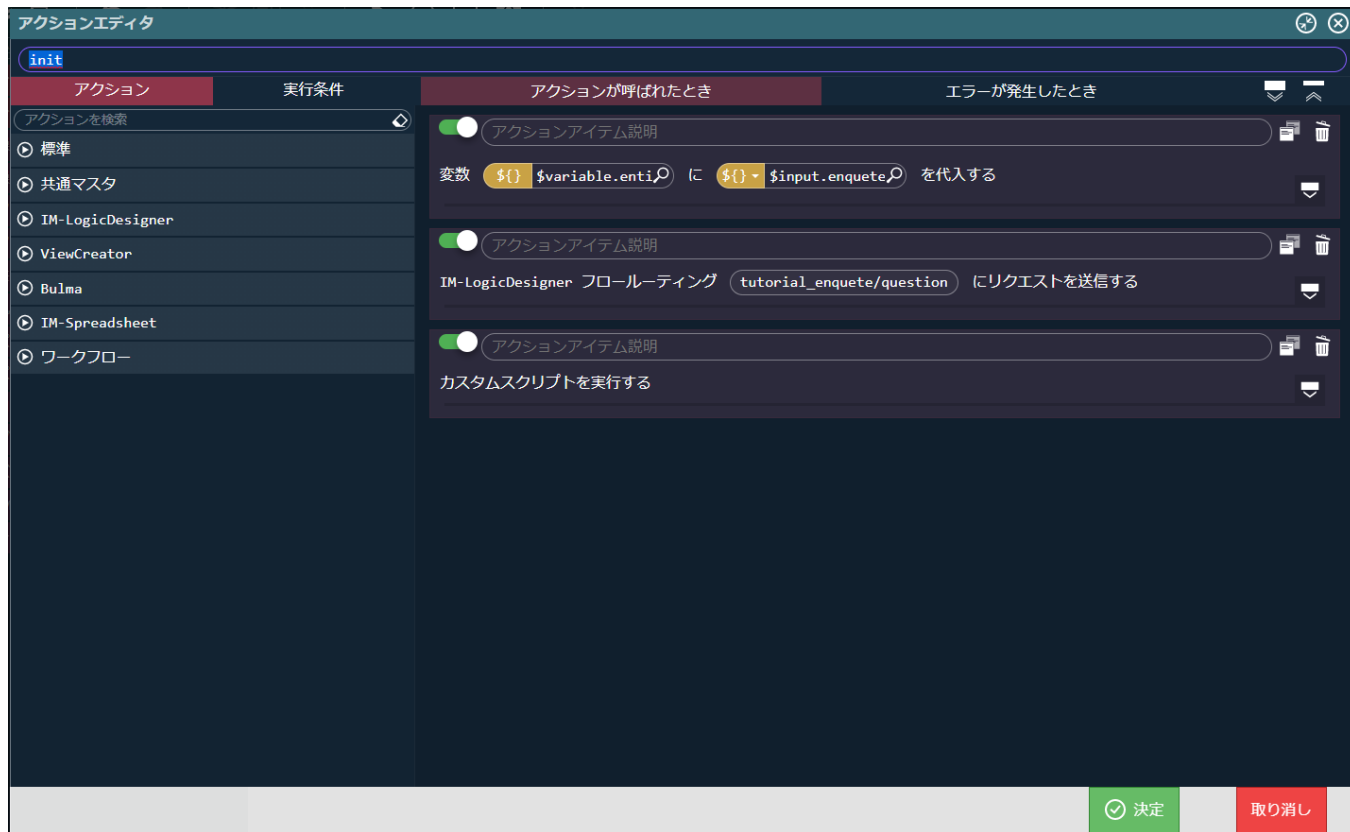 アクションエディタ
init
アクション 実行条件 アクションが呼ばれたとき エラーが発生したとき
アクションを検索
標準
共通マスタ
IM-LogicDesigner
ViewCreator
Bulma
IM-Spreadsheet
ワークフロー
アクションアイテム説明
変数 ${} $variable.enti に ${} $input.enquete を代入する
アクションアイテム説明
IM-LogicDesigner フロールーティング tutorial_enquete/question にリクエストを送信する
アクションアイテム説明
カスタムスクリプトを実行する
決定 取り消し